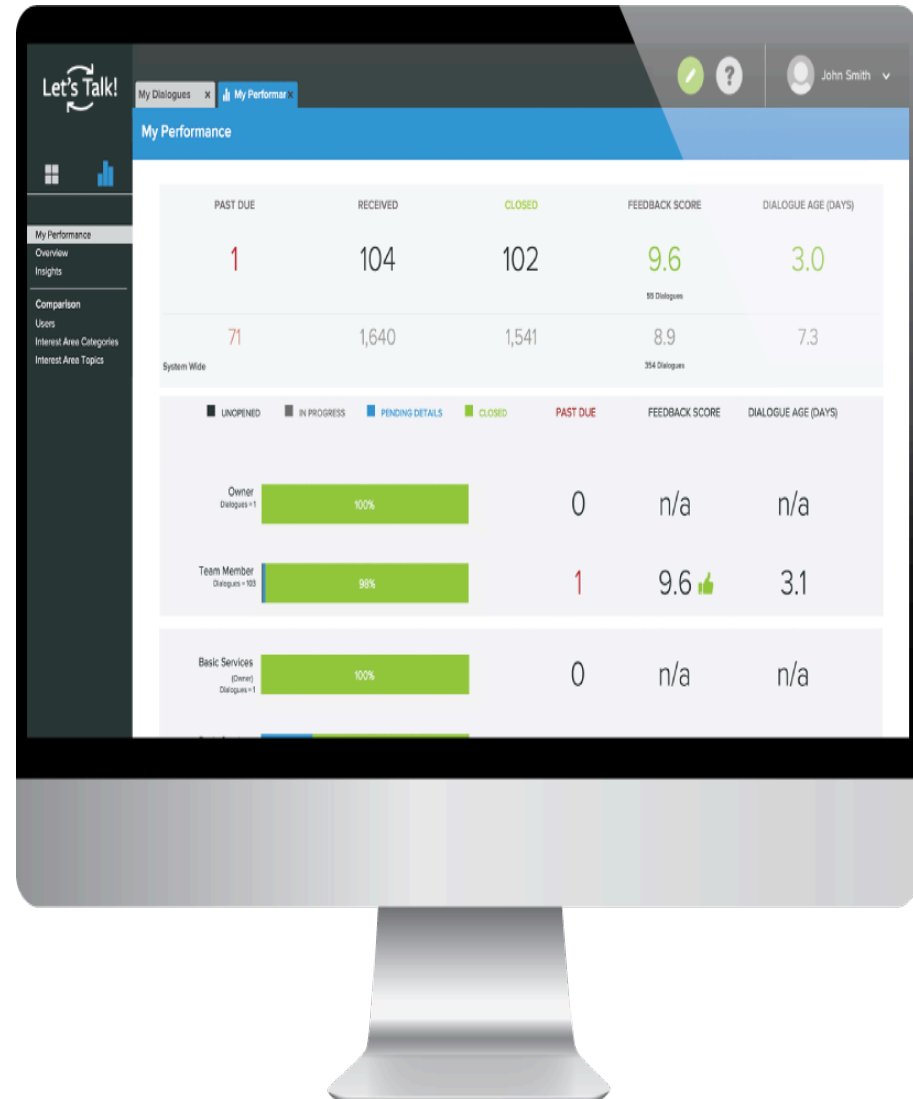 Let's Talk!
My Dialogues x
My Performar x
?
John Smith
My Performance
My Performance
Overview
Insights
Comparison
Users
Interest Area Categories
Interest Area Topics
PAST DUE RECEIVED CLOSED FEEDBACK SCORE DIALOGUE AGE (DAYS)
1 104 102 9.6 3.0
55 Dialogues
71 1,640 1,541 8.9 7.3
System Wide 354 Dialogues
UNOPENED IN PROGRESS PENDING DETAILS CLOSED PAST DUE FEEDBACK SCORE DIALOGUE AGE (DAYS)
Owner
Dialogues = 1
100% 0 n/a n/a
Team Member
Dialogues = 103
98% 1 9.6 3.1
Basic Services
(Owner)
Dialogues = 1
100% 0 n/a n/a